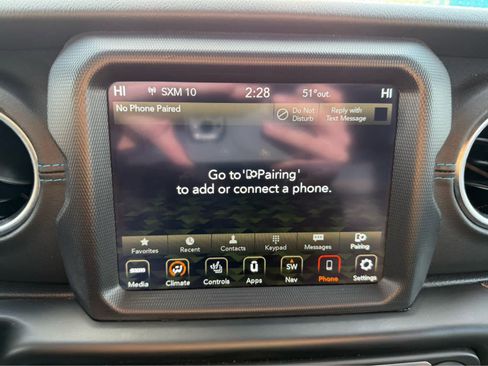 HI SXM 10 2:28 51°out. HI
No Phone Paired
Do Not
Disturb
Reply with
Text Message
Go to 'Pairing'
to add or connect a phone.
Favorites Recent Contacts Keypad Messages Pairing
SW
Media Climate Controls Apps Nav Phone Settings